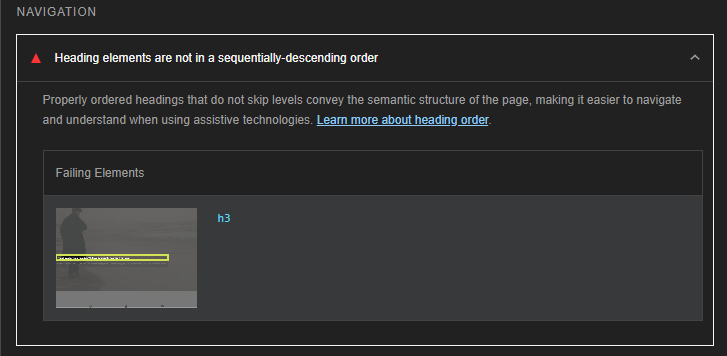 NAVIGATION
Heading elements are not in a sequentially-descending order
Properly ordered headings that do not skip levels convey the semantic structure of the page, making it easier to navigate
and understand when using assistive technologies. Learn more about heading order.
Failing Elements
h3